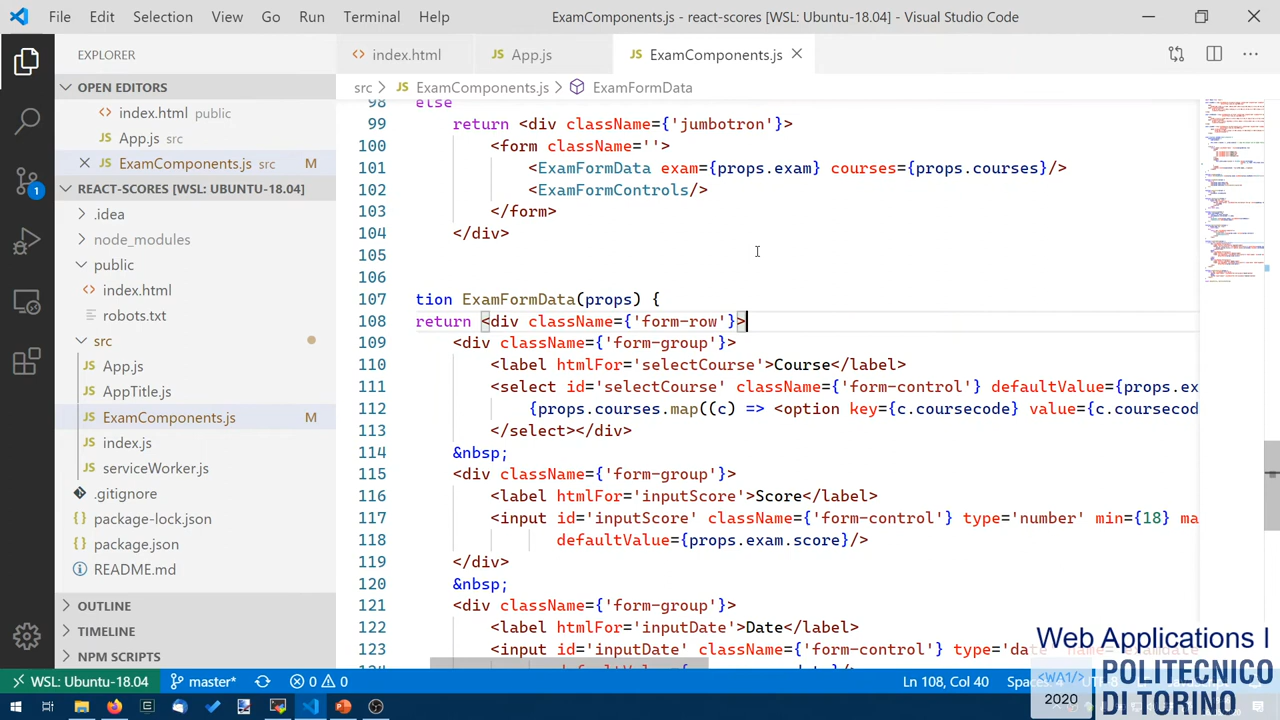 File Edit Selection View Go Run Terminal Help ExamComponents.js - react-scores [WSL: Ubuntu-18.04] - Visual Studio Code
EXPLORER
OPEN EDITORS
index.html public
App.js src
ExamComponents.js src M
REACT-SCORES [WSL: UBUNTU-18.04]
.idea
node_modules
public
index.html
robots.txt
src
App.js
AppTitle.js
ExamComponents.js M
index.js
serviceWorker.js
.gitignore
package-lock.json
package.json
README.md
OUTLINE
TIMELINE
NPM SCRIPTS
1
index.html
App.js
ExamComponents.js
src > ExamComponents.js > ExamFormData
98 else
99 return <div className={'jumbotron'}>
100 <form className=''>
101 <ExamFormData exam={props.exam} courses={props.courses}/>
102 <ExamFormControls/>
103 </form>
104 </div>
105
106
107 tion ExamFormData(props) {
108 return <div className={'form-row'}>
109 <div className={'form-group'}>
110 <label htmlFor='selectCourse'>Course</label>
111 <select id='selectCourse' className={'form-control'} defaultValue={props.ex
112 {props.courses.map((c) => <option key={c.coursecode} value={c.coursecod
113 </select></div>
114 &nbsp;
115 <div className={'form-group'}>
116 <label htmlFor='inputScore'>Score</label>
117 <input id='inputScore' className={'form-control'} type='number' min={18} ma
118 defaultValue={props.exam.score}/>
119 </div>
120 &nbsp;
121 <div className={'form-group'}>
122 <label htmlFor='inputDate'>Date</label>
123 <input id='inputDate' className={'form-control'} type='date' name='examdate
WSL: Ubuntu-18.04 master* 0 0 Ln 108, Col 40
Web Applications I
POLITECNICO
DI TORINO
WA1/>
2020